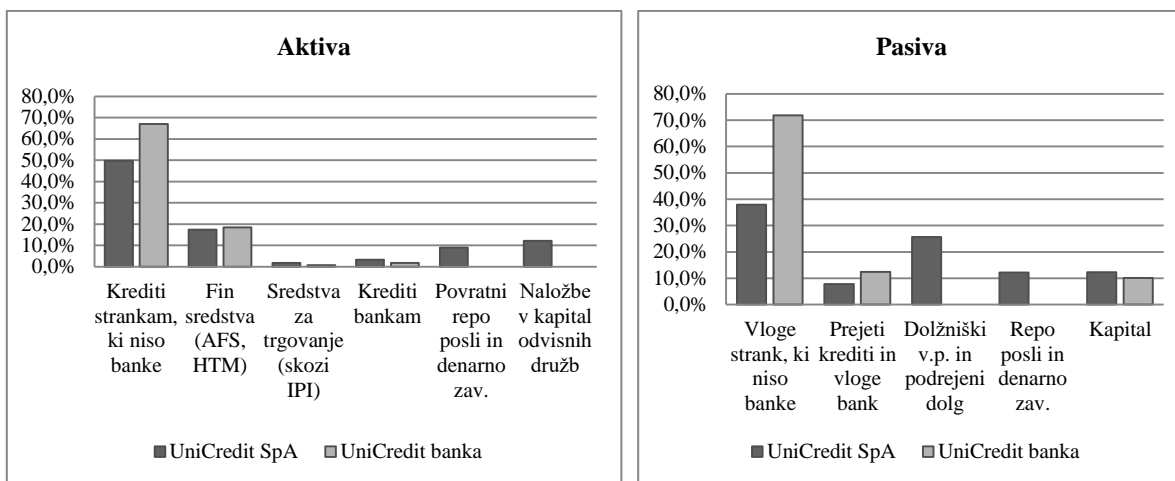 Aktiva
80,0%
70,0%
60,0%
50,0%
40,0%
30,0%
20,0%
10,0%
0,0%
Krediti
strankam,
ki niso
banke
Fin
sredstva
(AFS,
HTM)
Sredstva
za
trgovanje
(skozi
IPI)
Krediti
bankam
Povratni
repo
posli in
denarno
zav.
Naložbe
v kapital
odvisnih
družb
UniCredit SpA
UniCredit banka
Pasiva
80,0%
70,0%
60,0%
50,0%
40,0%
30,0%
20,0%
10,0%
0,0%
Vloge
strank, ki
niso
banke
Prejeti
krediti in
vloge
bank
Dolžniški
v.p. in
podrejeni
dolg
Repo
posli in
denarno
zav.
Kapital
UniCredit SpA
UniCredit banka